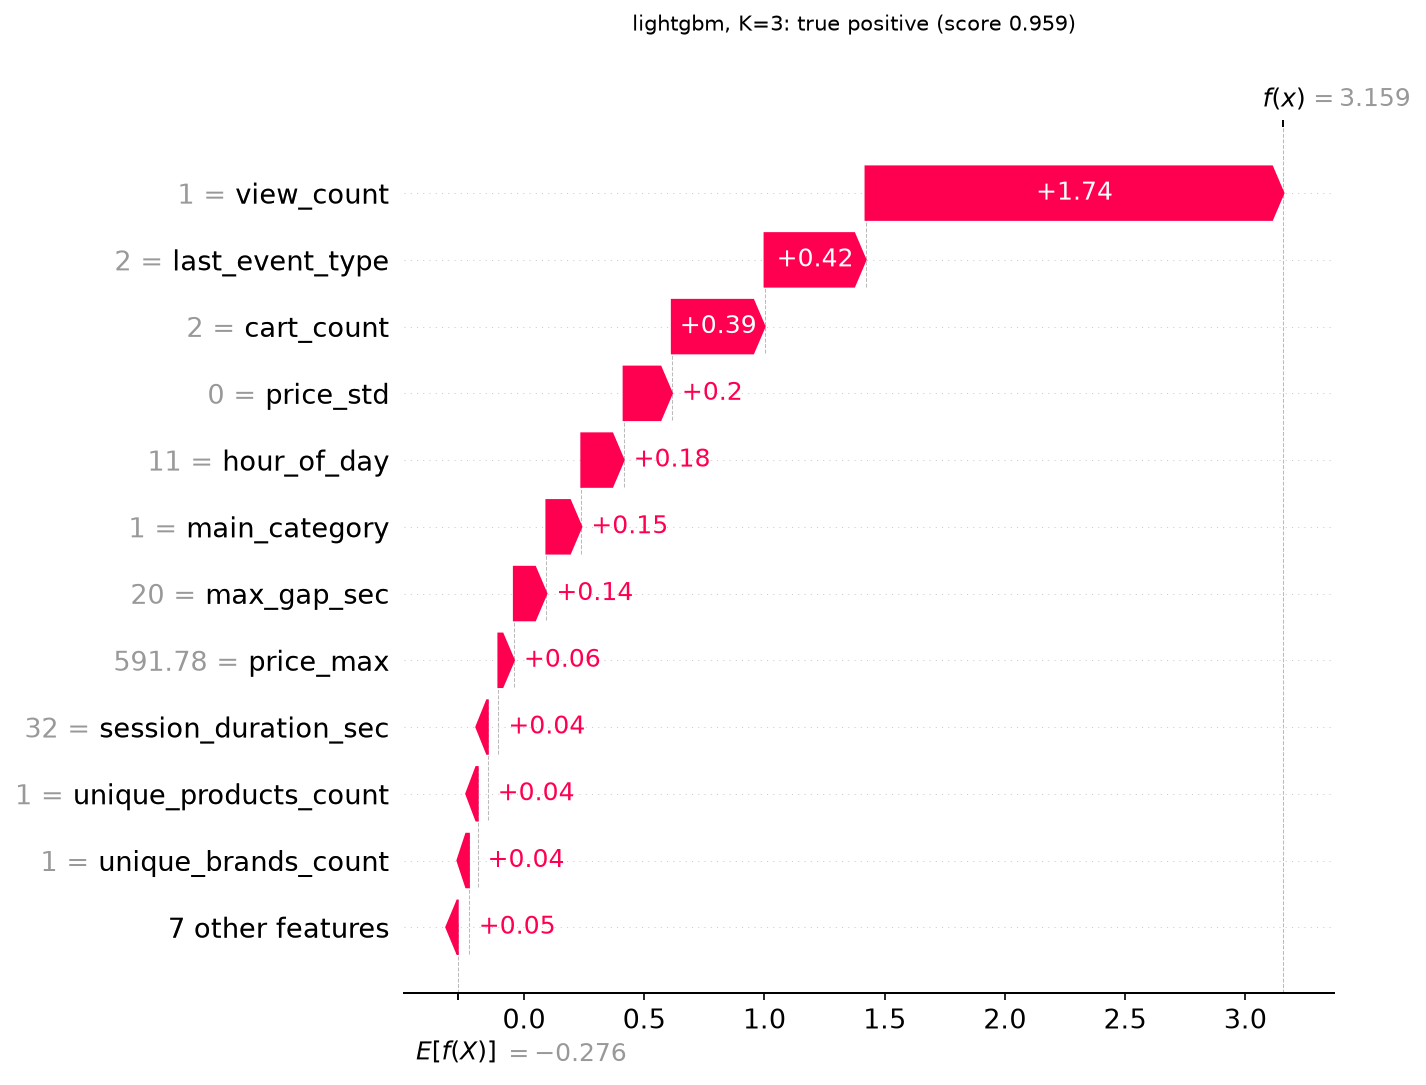 lightgbm, K=3: true positive (score 0.959)
f(x) = 3.159
1 = view_count +1.74
2 = last_event_type +0.42
2 = cart_count +0.39
0 = price_std +0.2
11 = hour_of_day +0.18
1 = main_category +0.15
20 = max_gap_sec +0.14
591.78 = price_max +0.06
32 = session_duration_sec +0.04
1 = unique_products_count +0.04
1 = unique_brands_count +0.04
7 other features +0.05
0.0 0.5 1.0 1.5 2.0 2.5 3.0
E[f(X)] = −0.276